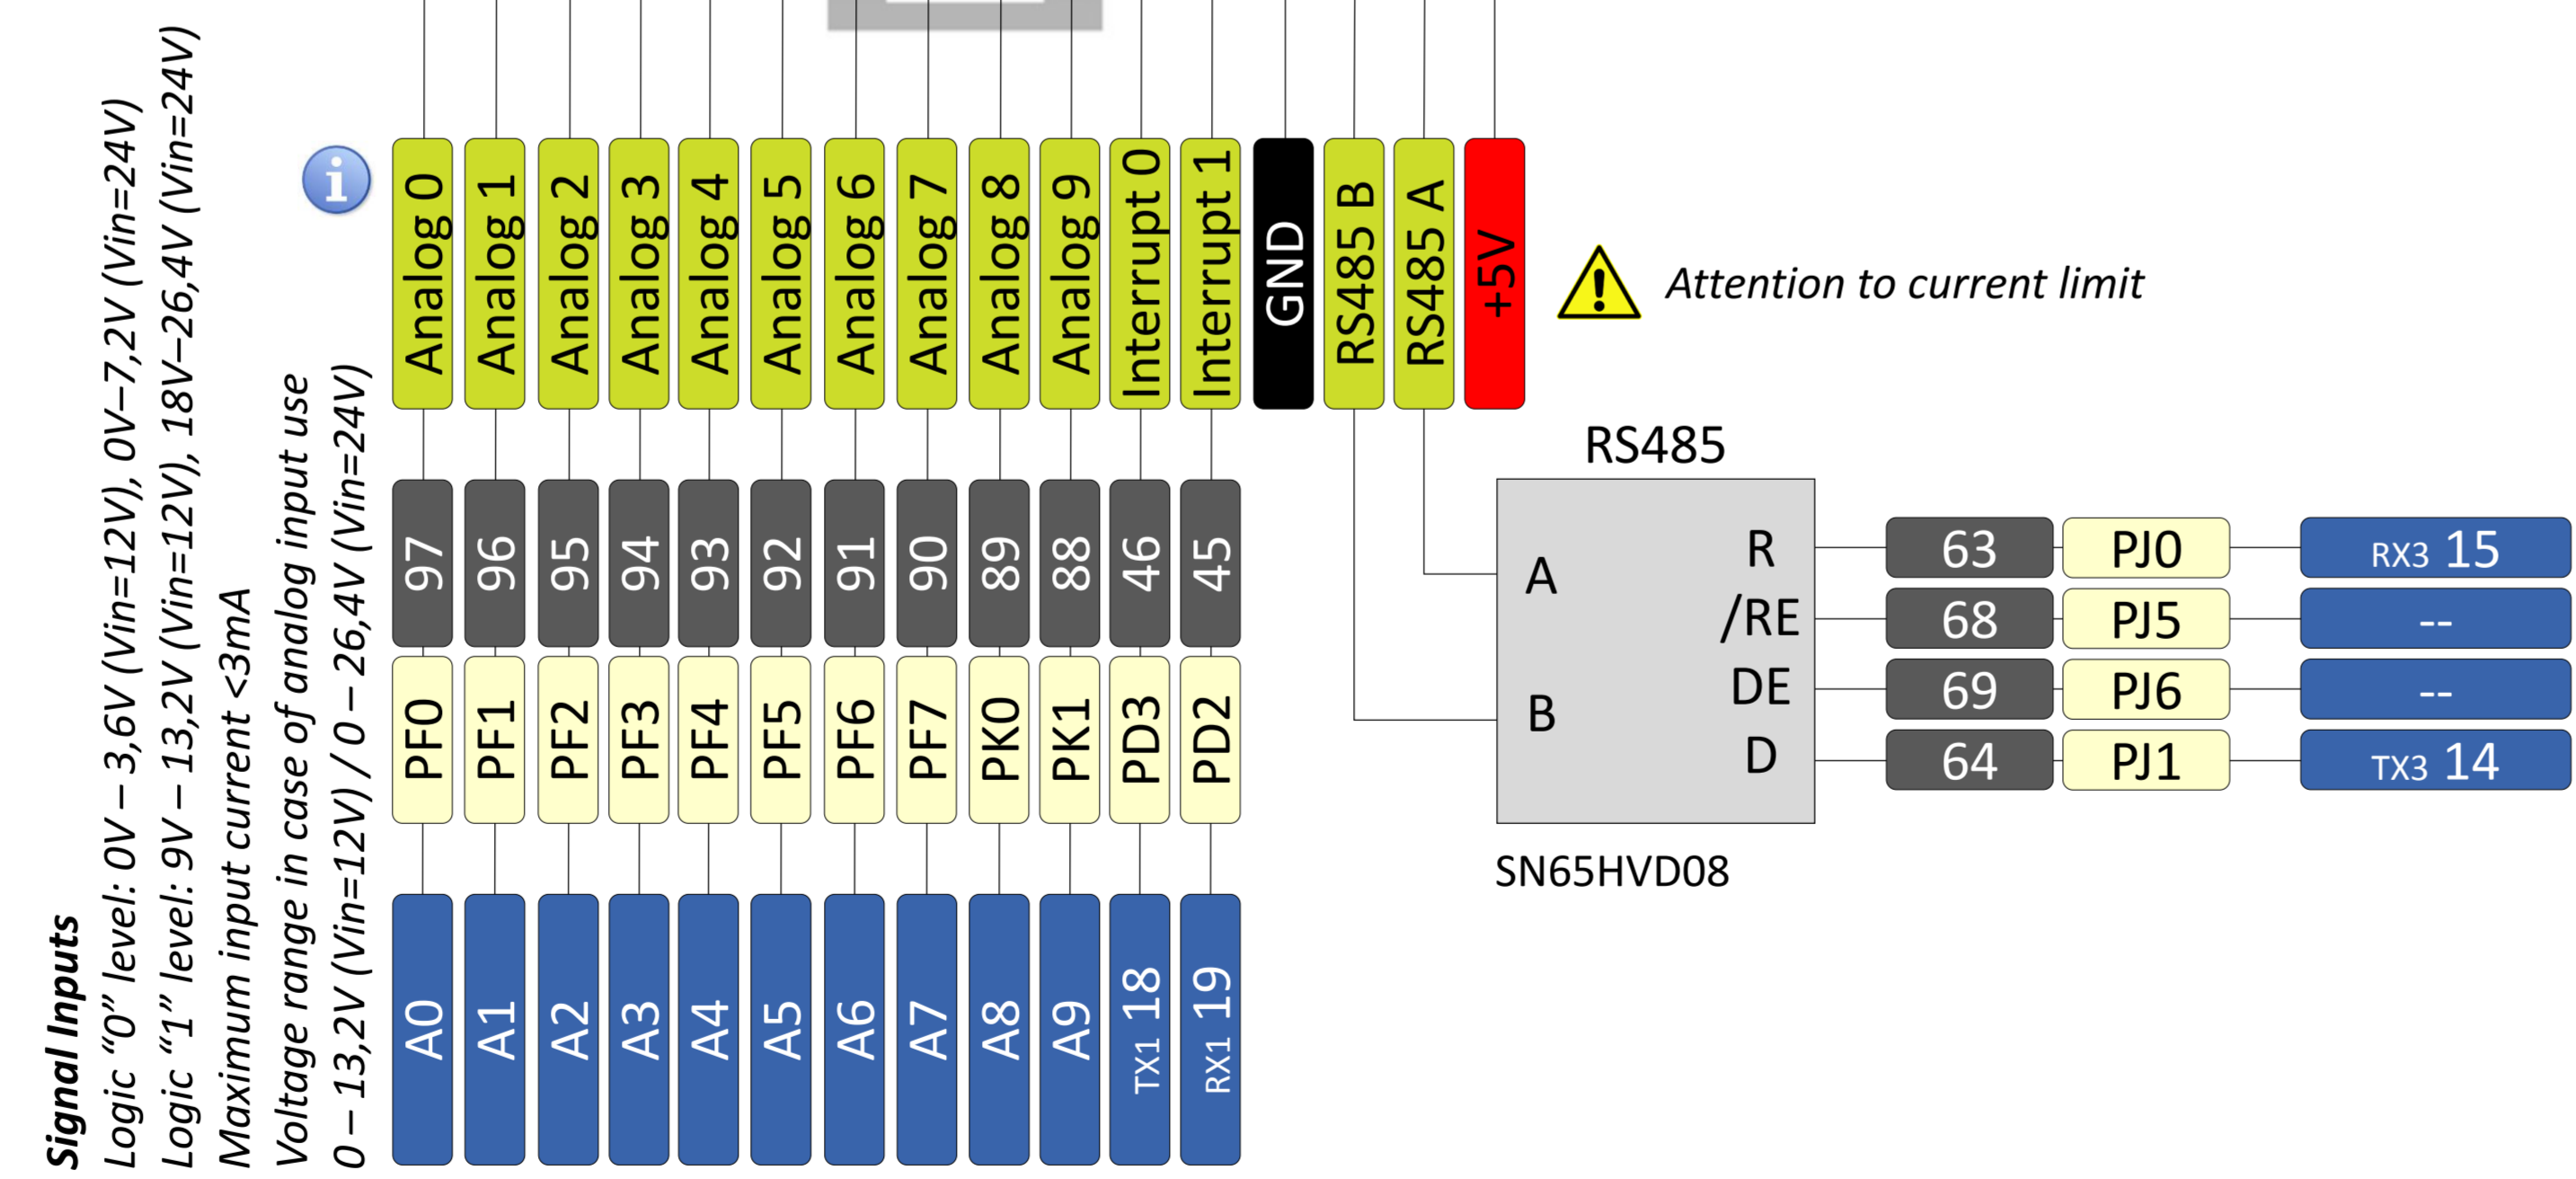 Signal Inputs
Logic “0” level: 0V – 3,6V (Vin=12V), 0V–7,2V (Vin=24V)
Logic “1” level: 9V – 13,2V (Vin=12V), 18V–26,4V (Vin=24V)
Maximum input current <3mA
Voltage range in case of analog input use
0 – 13,2V (Vin=12V) / 0 – 26,4V (Vin=24V)
i
Analog 0
Analog 1
Analog 2
Analog 3
Analog 4
Analog 5
Analog 6
Analog 7
Analog 8
Analog 9
Interrupt 0
Interrupt 1
GND
RS485 B
RS485 A
+5V
! Attention to current limit
97
96
95
94
93
92
91
90
89
88
46
45
PF0
PF1
PF2
PF3
PF4
PF5
PF6
PF7
PK0
PK1
PD3
PD2
A0
A1
A2
A3
A4
A5
A6
A7
A8
A9
TX1 18
RX1 19
RS485
A
B
R
/RE
DE
D
63 PJ0 RX3 15
68 PJ5 --
69 PJ6 --
64 PJ1 TX3 14
SN65HVD08